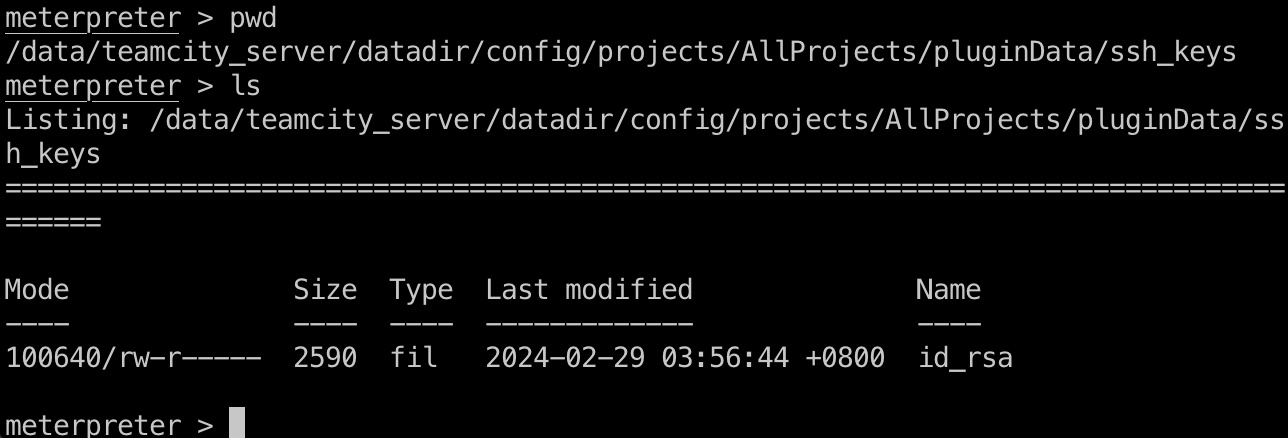 meterpreter > pwd
/data/teamcity_server/datadir/config/projects/AllProjects/pluginData/ssh_keys
meterpreter > ls
Listing: /data/teamcity_server/datadir/config/projects/AllProjects/pluginData/ss
h_keys
================================================================================
======
Mode              Size  Type  Last modified              Name
----              ----  ----  -------------              ----
100640/rw-r-----  2590  fil   2024-02-29 03:56:44 +0800  id_rsa
meterpreter >